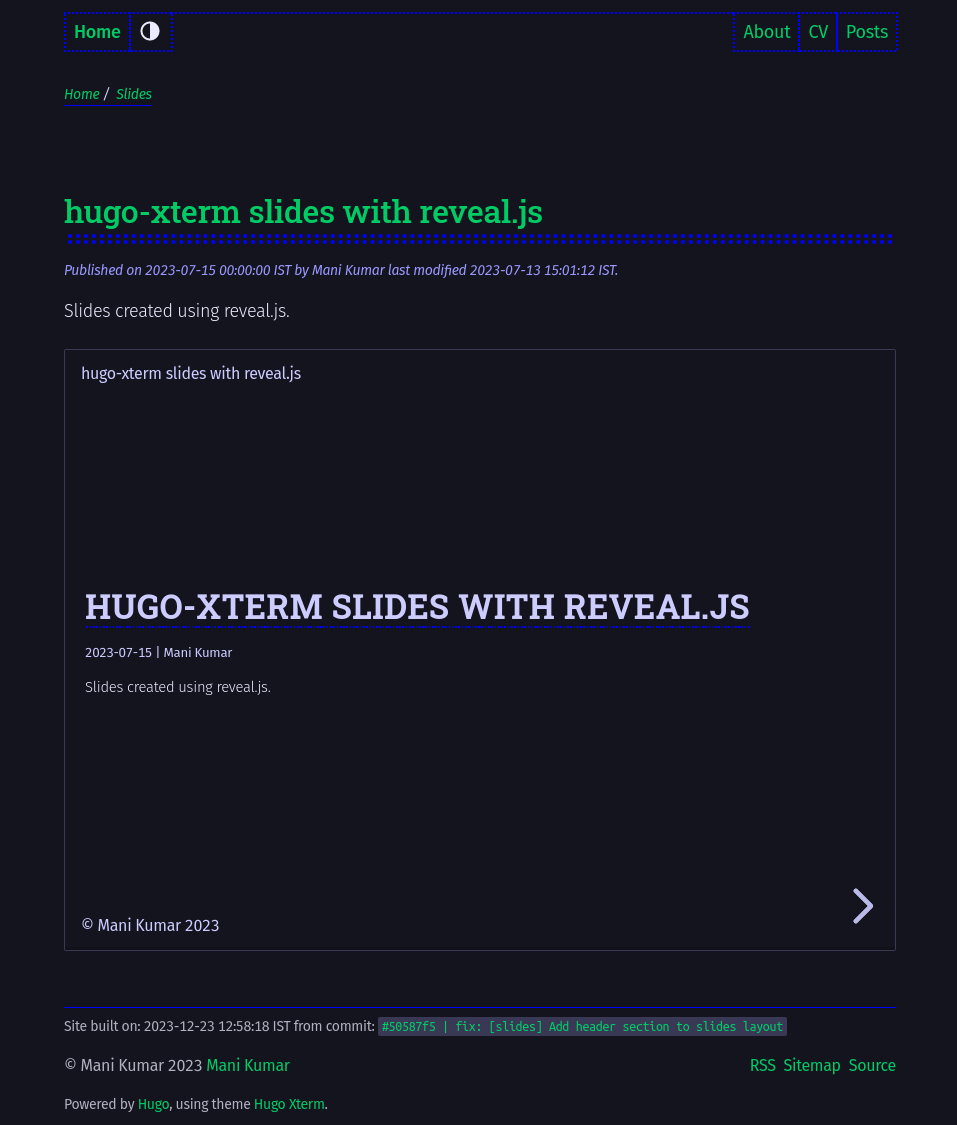 Home About CV Posts
Home / Slides
hugo-xterm slides with reveal.js
Published on 2023-07-15 00:00:00 IST by Mani Kumar last modified 2023-07-13 15:01:12 IST.
Slides created using reveal.js.
hugo-xterm slides with reveal.js
HUGO-XTERM SLIDES WITH REVEAL.JS
2023-07-15 | Mani Kumar
Slides created using reveal.js.
© Mani Kumar 2023
Site built on: 2023-12-23 12:58:18 IST from commit: #50587f5 | fix: [slides] Add header section to slides layout
© Mani Kumar 2023 Mani Kumar RSS Sitemap Source
Powered by Hugo, using theme Hugo Xterm.